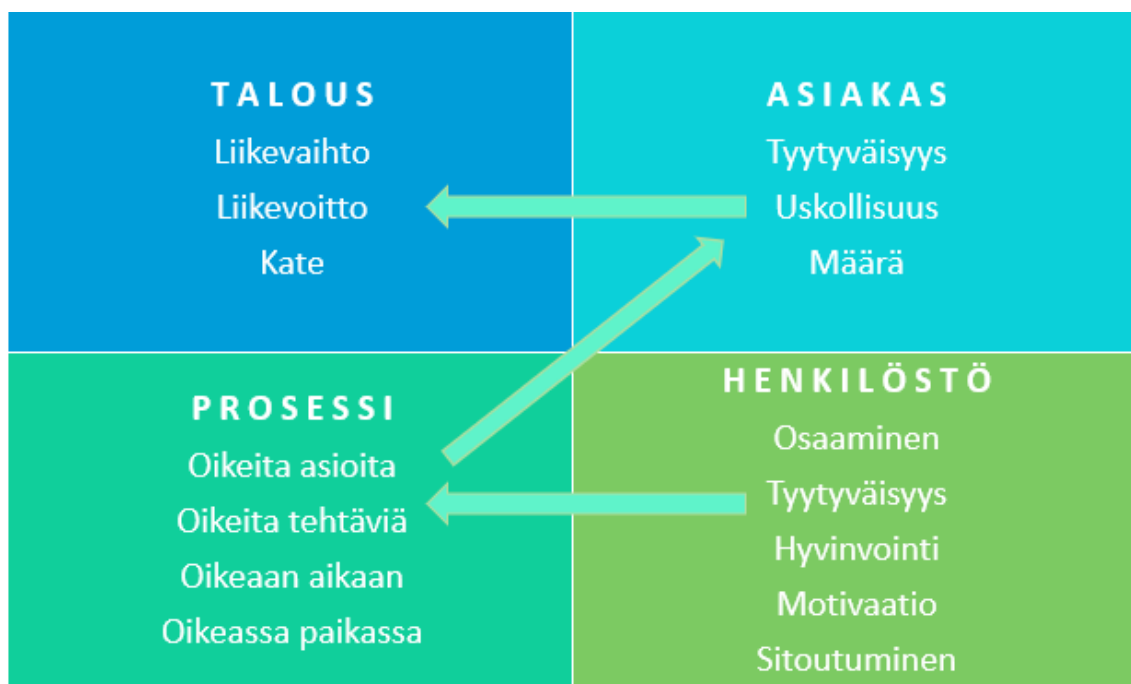 TALOUS
Liikevaihto
Liikevoitto
Kate
ASIAKAS
Tyytyväisyys
Uskollisuus
Määrä
PROSESSI
Oikeita asioita
Oikeita tehtäviä
Oikeaan aikaan
Oikeassa paikassa
HENKILÖSTÖ
Osaaminen
Tyytyväisyys
Hyvinvointi
Motivaatio
Sitoutuminen